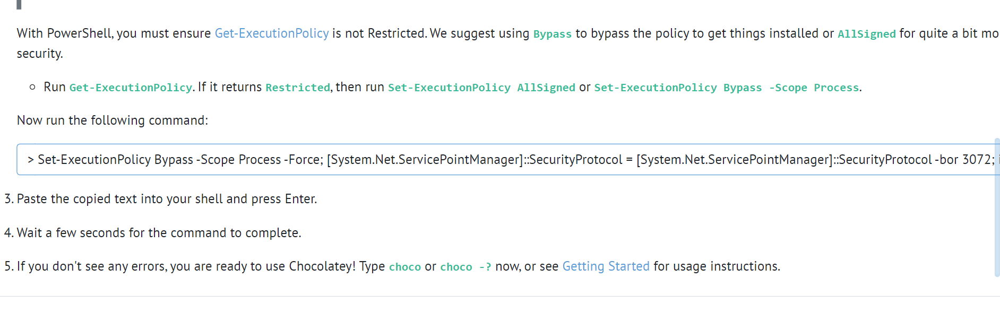 With PowerShell, you must ensure Get-ExecutionPolicy is not Restricted. We suggest using Bypass to bypass the policy to get things installed or AllSigned for quite a bit mo
security.
○ Run Get-ExecutionPolicy. If it returns Restricted, then run Set-ExecutionPolicy AllSigned or Set-ExecutionPolicy Bypass -Scope Process.
Now run the following command:
> Set-ExecutionPolicy Bypass -Scope Process -Force; [System.Net.ServicePointManager]::SecurityProtocol = [System.Net.ServicePointManager]::SecurityProtocol -bor 3072;
3. Paste the copied text into your shell and press Enter.
4. Wait a few seconds for the command to complete.
5. If you don't see any errors, you are ready to use Chocolatey! Type choco or choco -? now, or see Getting Started for usage instructions.